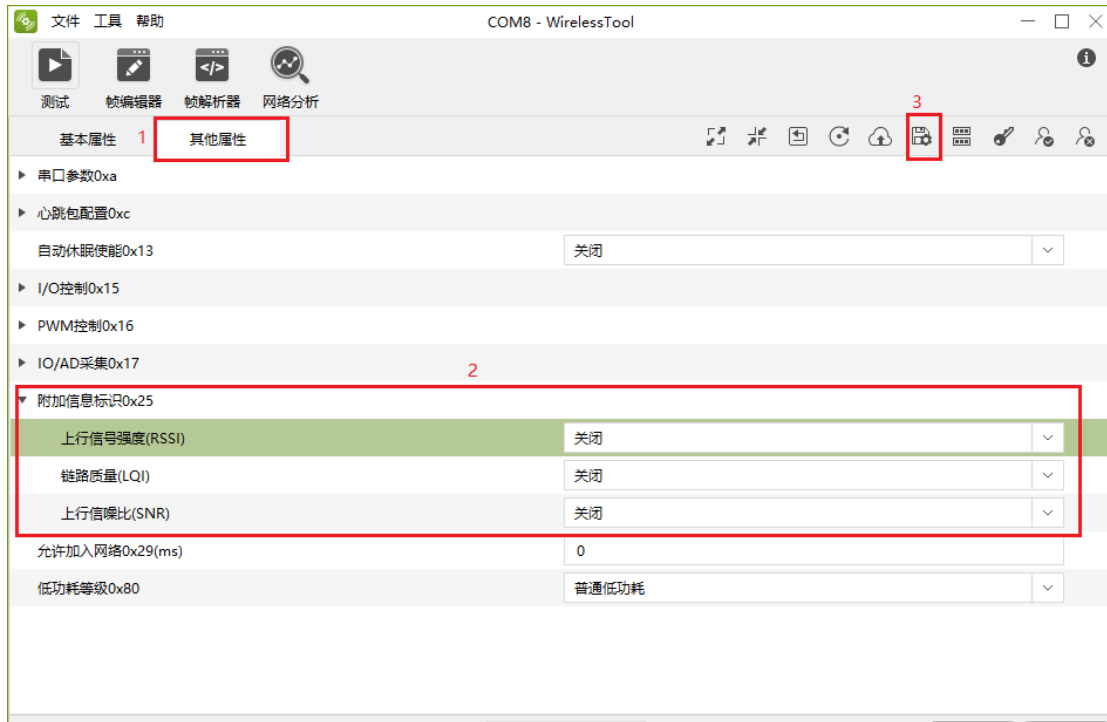 文件 工具 帮助 COM8 - WirelessTool
测试 帧编辑器 帧解析器 网络分析
3
基本属性 1 其他属性
串口参数0xa
心跳包配置0xc
自动休眠使能0x13 关闭
I/O控制0x15
PWM控制0x16
IO/AD采集0x17
2
附加信息标识0x25
上行信号强度(RSSI) 关闭
链路质量(LQI) 关闭
上行信噪比(SNR) 关闭
允许加入网络0x29(ms) 0
低功耗等级0x80 普通低功耗